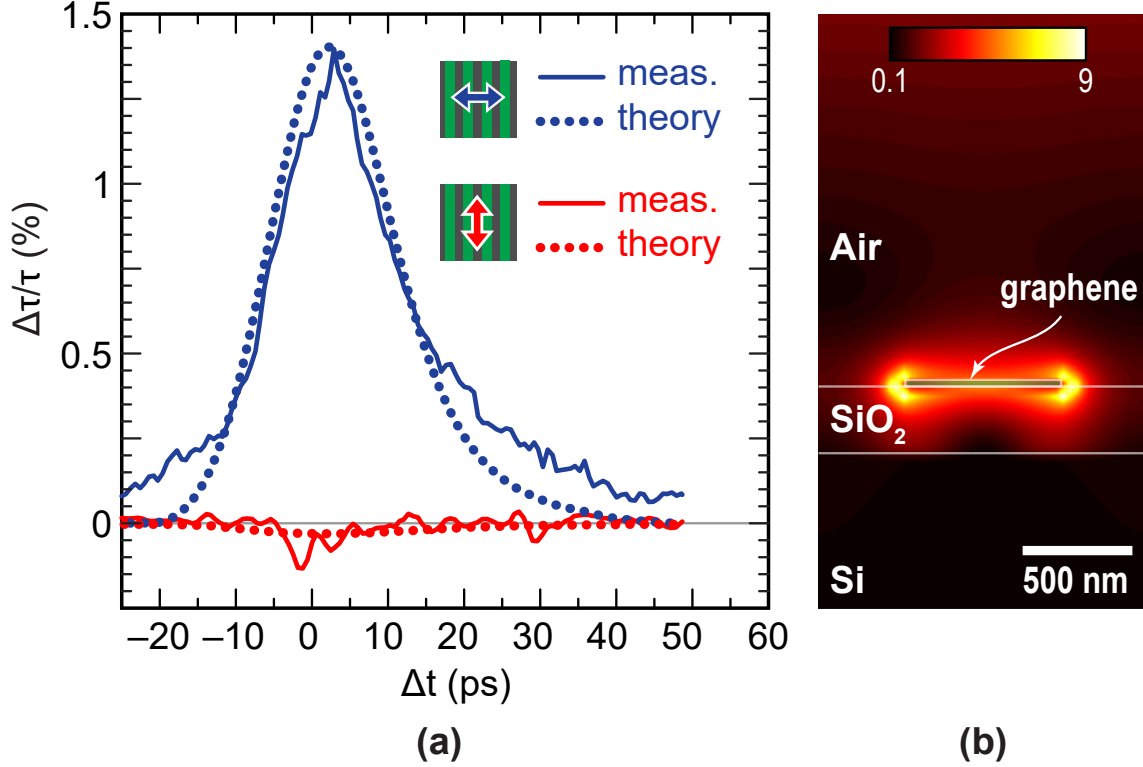 1.5
1
0.5
0
Δτ/τ (%)
meas.
theory
meas.
theory
–20
–10
0
10
20
30
40
50
60
Δt (ps)
(a)
0.1
9
Air
graphene
SiO₂
Si
500 nm
(b)